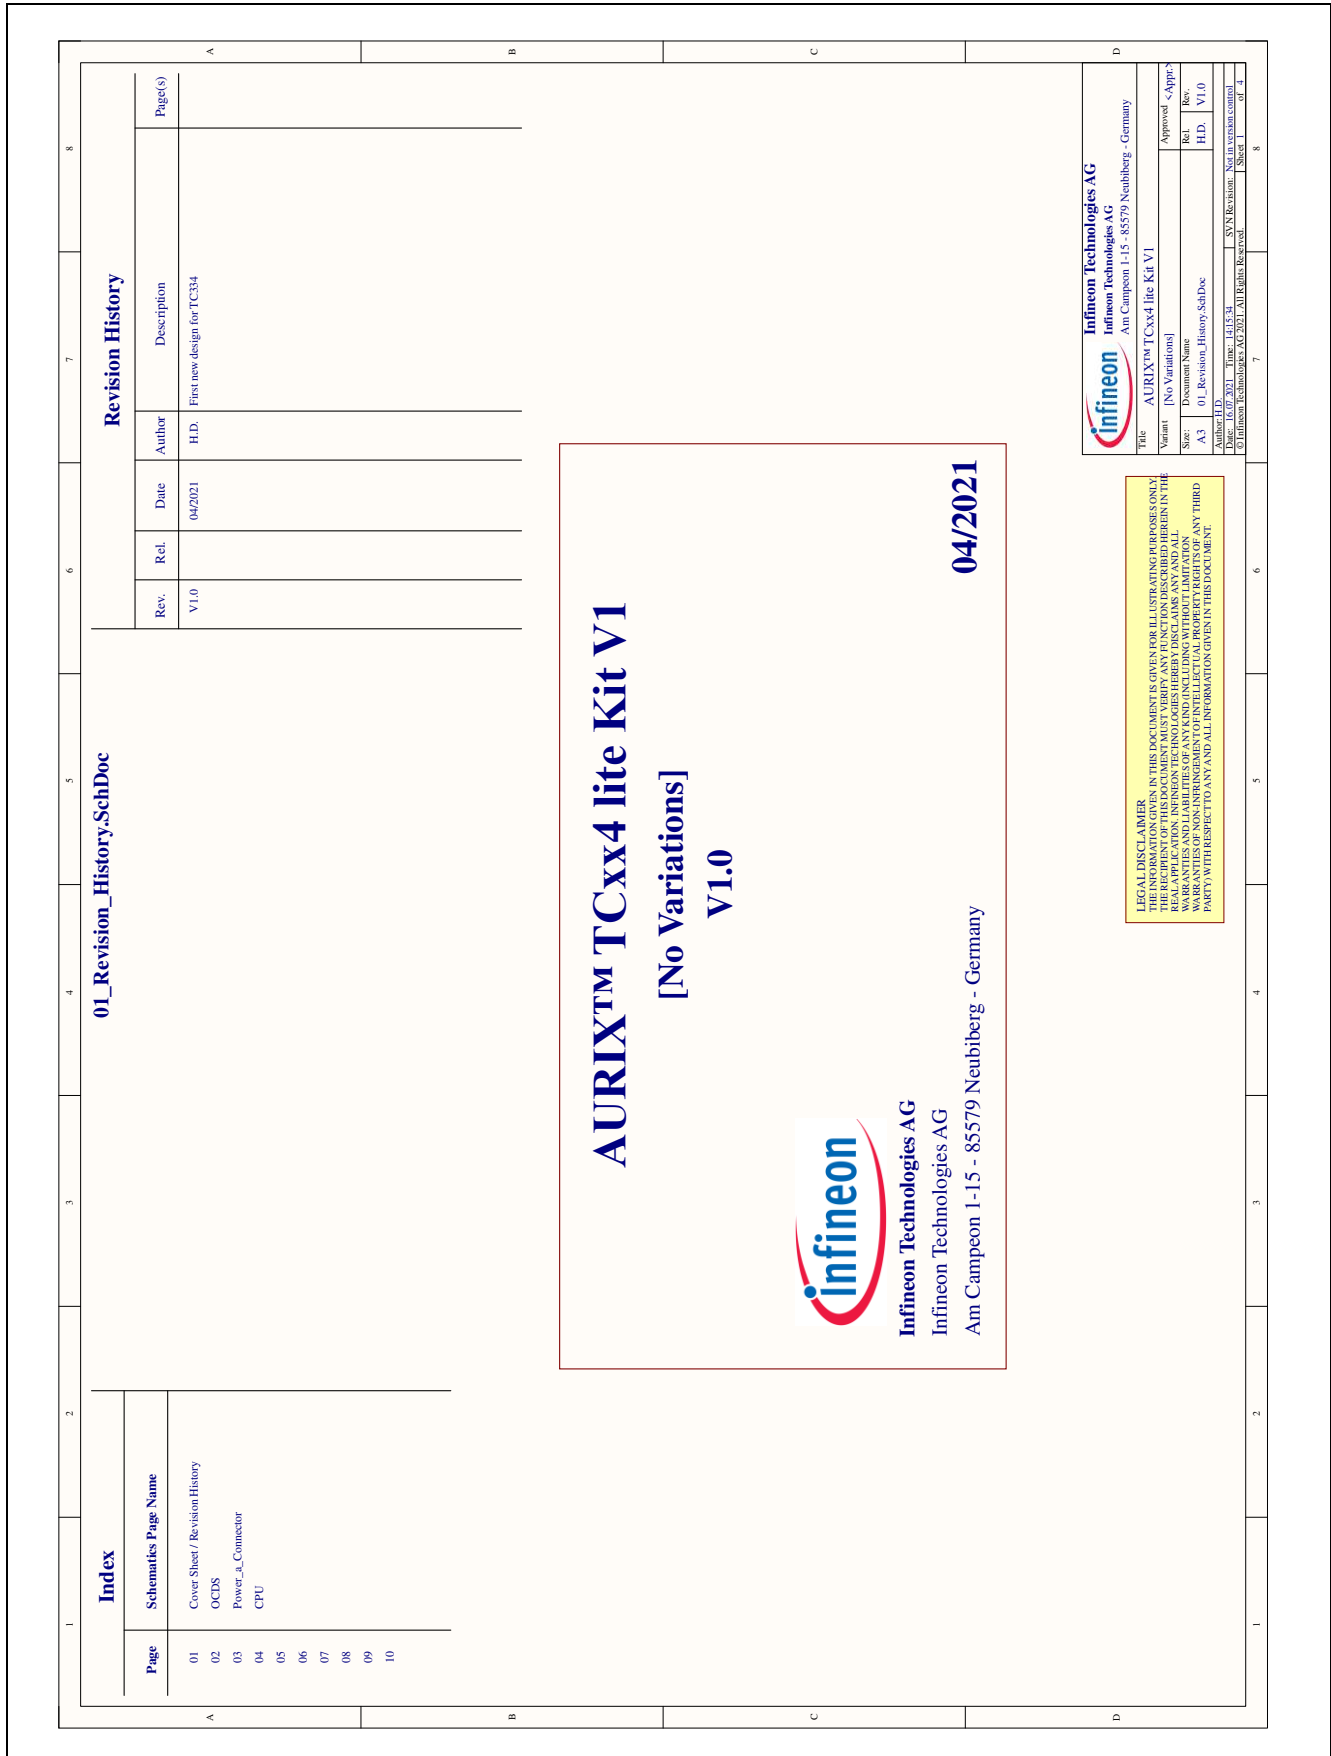 1 2 3 4 5 6 7 8
A
B
C
D
Index
Page Schematics Page Name
01 Cover Sheet / Revision History
02 OCDS
03 Power_a_Connector
04 CPU
05
06
07
08
09
10
01_Revision_History.SchDoc
Revision History
Rev. Rel. Date Author Description Page(s)
V1.0 04/2021 H.D. First new design for TC334
AURIX™ TCxx4 lite Kit V1
[No Variations]
V1.0
infineon
Infineon Technologies AG
Infineon Technologies AG
Am Campeon 1-15 - 85579 Neubiberg - Germany
04/2021
LEGAL DISCLAIMER
THE INFORMATION GIVEN IN THIS DOCUMENT IS GIVEN FOR ILLUSTRATING PURPOSES ONLY.
THE RECIPIENT OF THIS DOCUMENT MUST VERIFY ANY FUNCTION DESCRIBED HEREIN IN THE
REAL APPLICATION. INFINEON TECHNOLOGIES HEREBY DISCLAIMS ANY AND ALL
WARRANTIES AND LIABILITIES OF ANY KIND (INCLUDING WITHOUT LIMITATION
WARRANTIES OF NON-INFRINGEMENT OF INTELLECTUAL PROPERTY RIGHTS OF ANY THIRD
PARTY) WITH RESPECT TO ANY AND ALL INFORMATION GIVEN IN THIS DOCUMENT.
infineon
Infineon Technologies AG
Infineon Technologies AG
Am Campeon 1-15 - 85579 Neubiberg - Germany
Title AURIX™ TCxx4 lite Kit V1
Variant [No Variations] Approved <Appr.>
Size: Document Name Rel. Rev.
A3 01_Revision_History.SchDoc H.D. V1.0
Author: H.D.
Date: 16.07.2021 Time: 14:15:34 SVN Revision: Not in version control
© Infineon Technologies AG 2021. All Rights Reserved. Sheet 1 of 4
A
B
C
D
1 2 3 4 5 6 7 8